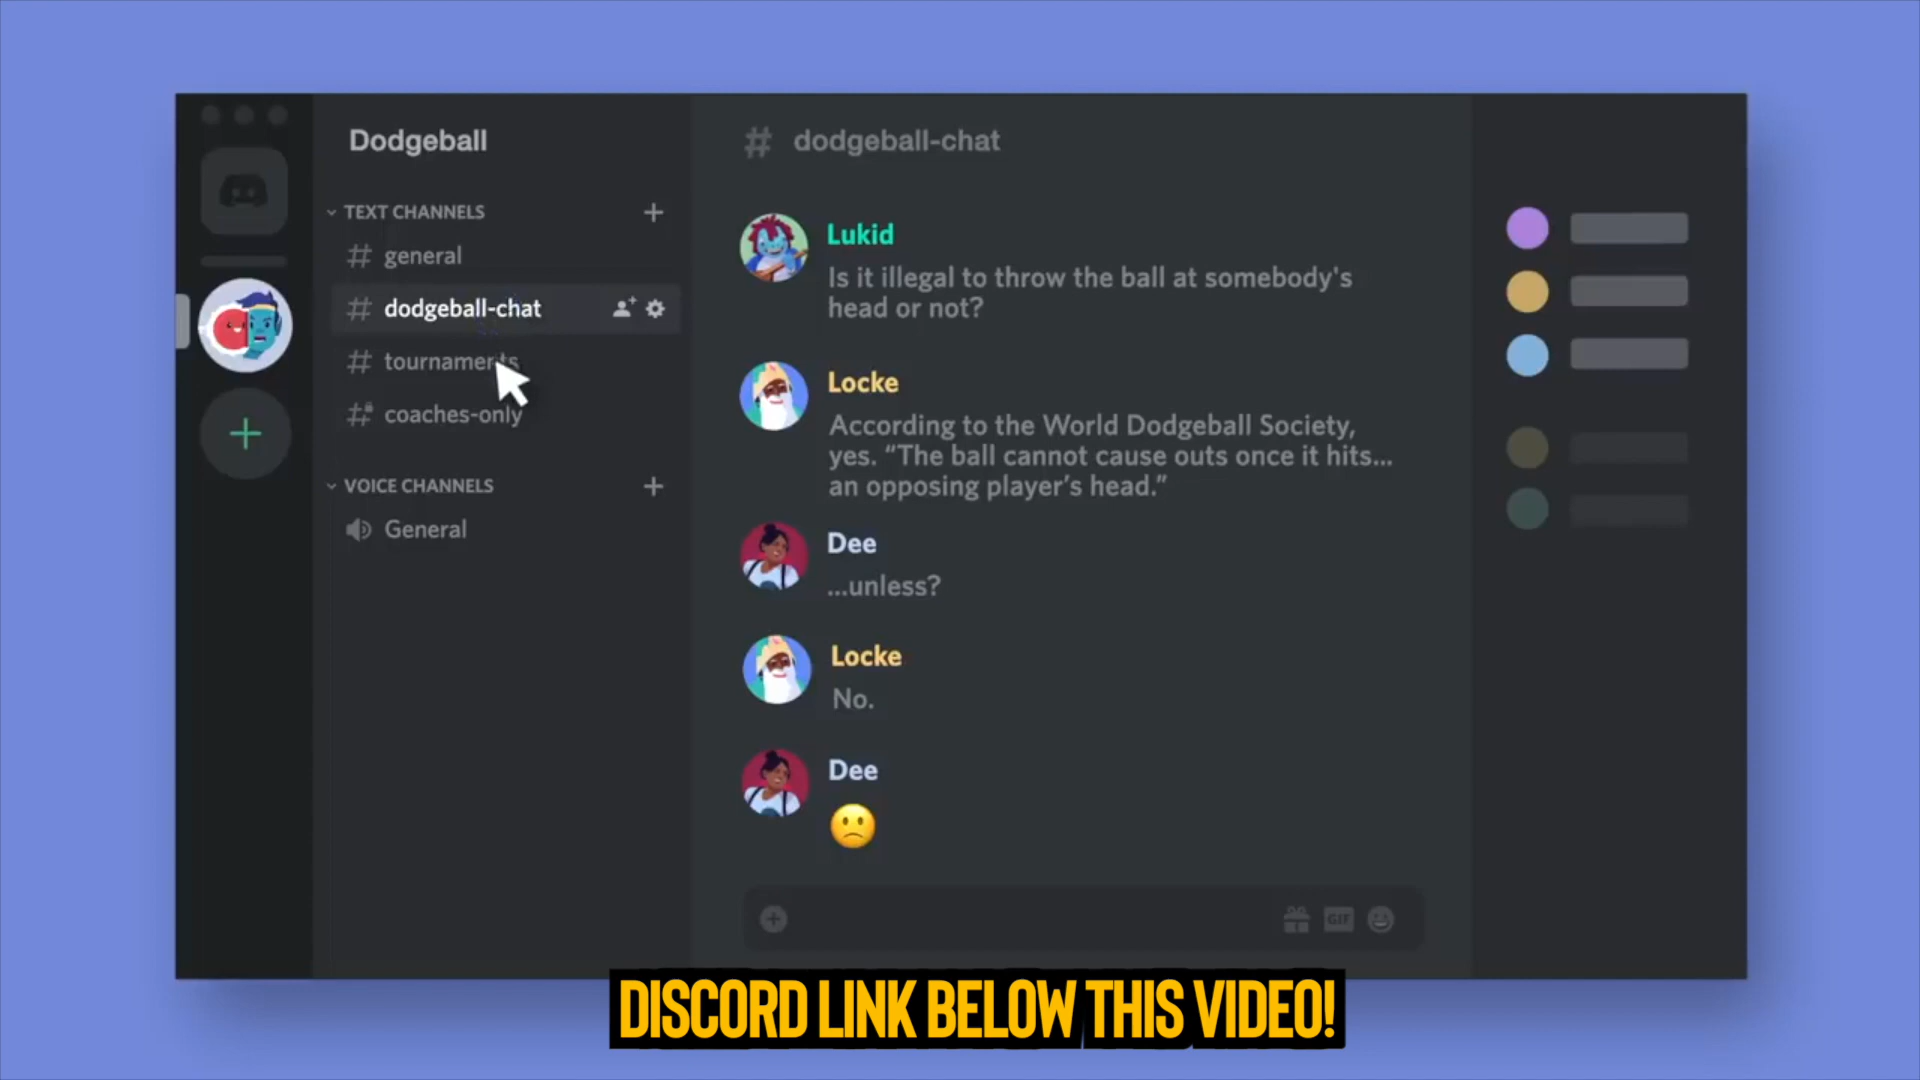 Dodgeball
TEXT CHANNELS
general
dodgeball-chat
tournaments
coaches-only
VOICE CHANNELS
General
# dodgeball-chat
Lukid
Is it illegal to throw the ball at somebody's
head or not?
Locke
According to the World Dodgeball Society,
yes. “The ball cannot cause outs once it hits...
an opposing player’s head.”
Dee
...unless?
Locke
No.
Dee
🙁
GIF
DISCORD LINK BELOW THIS VIDEO!